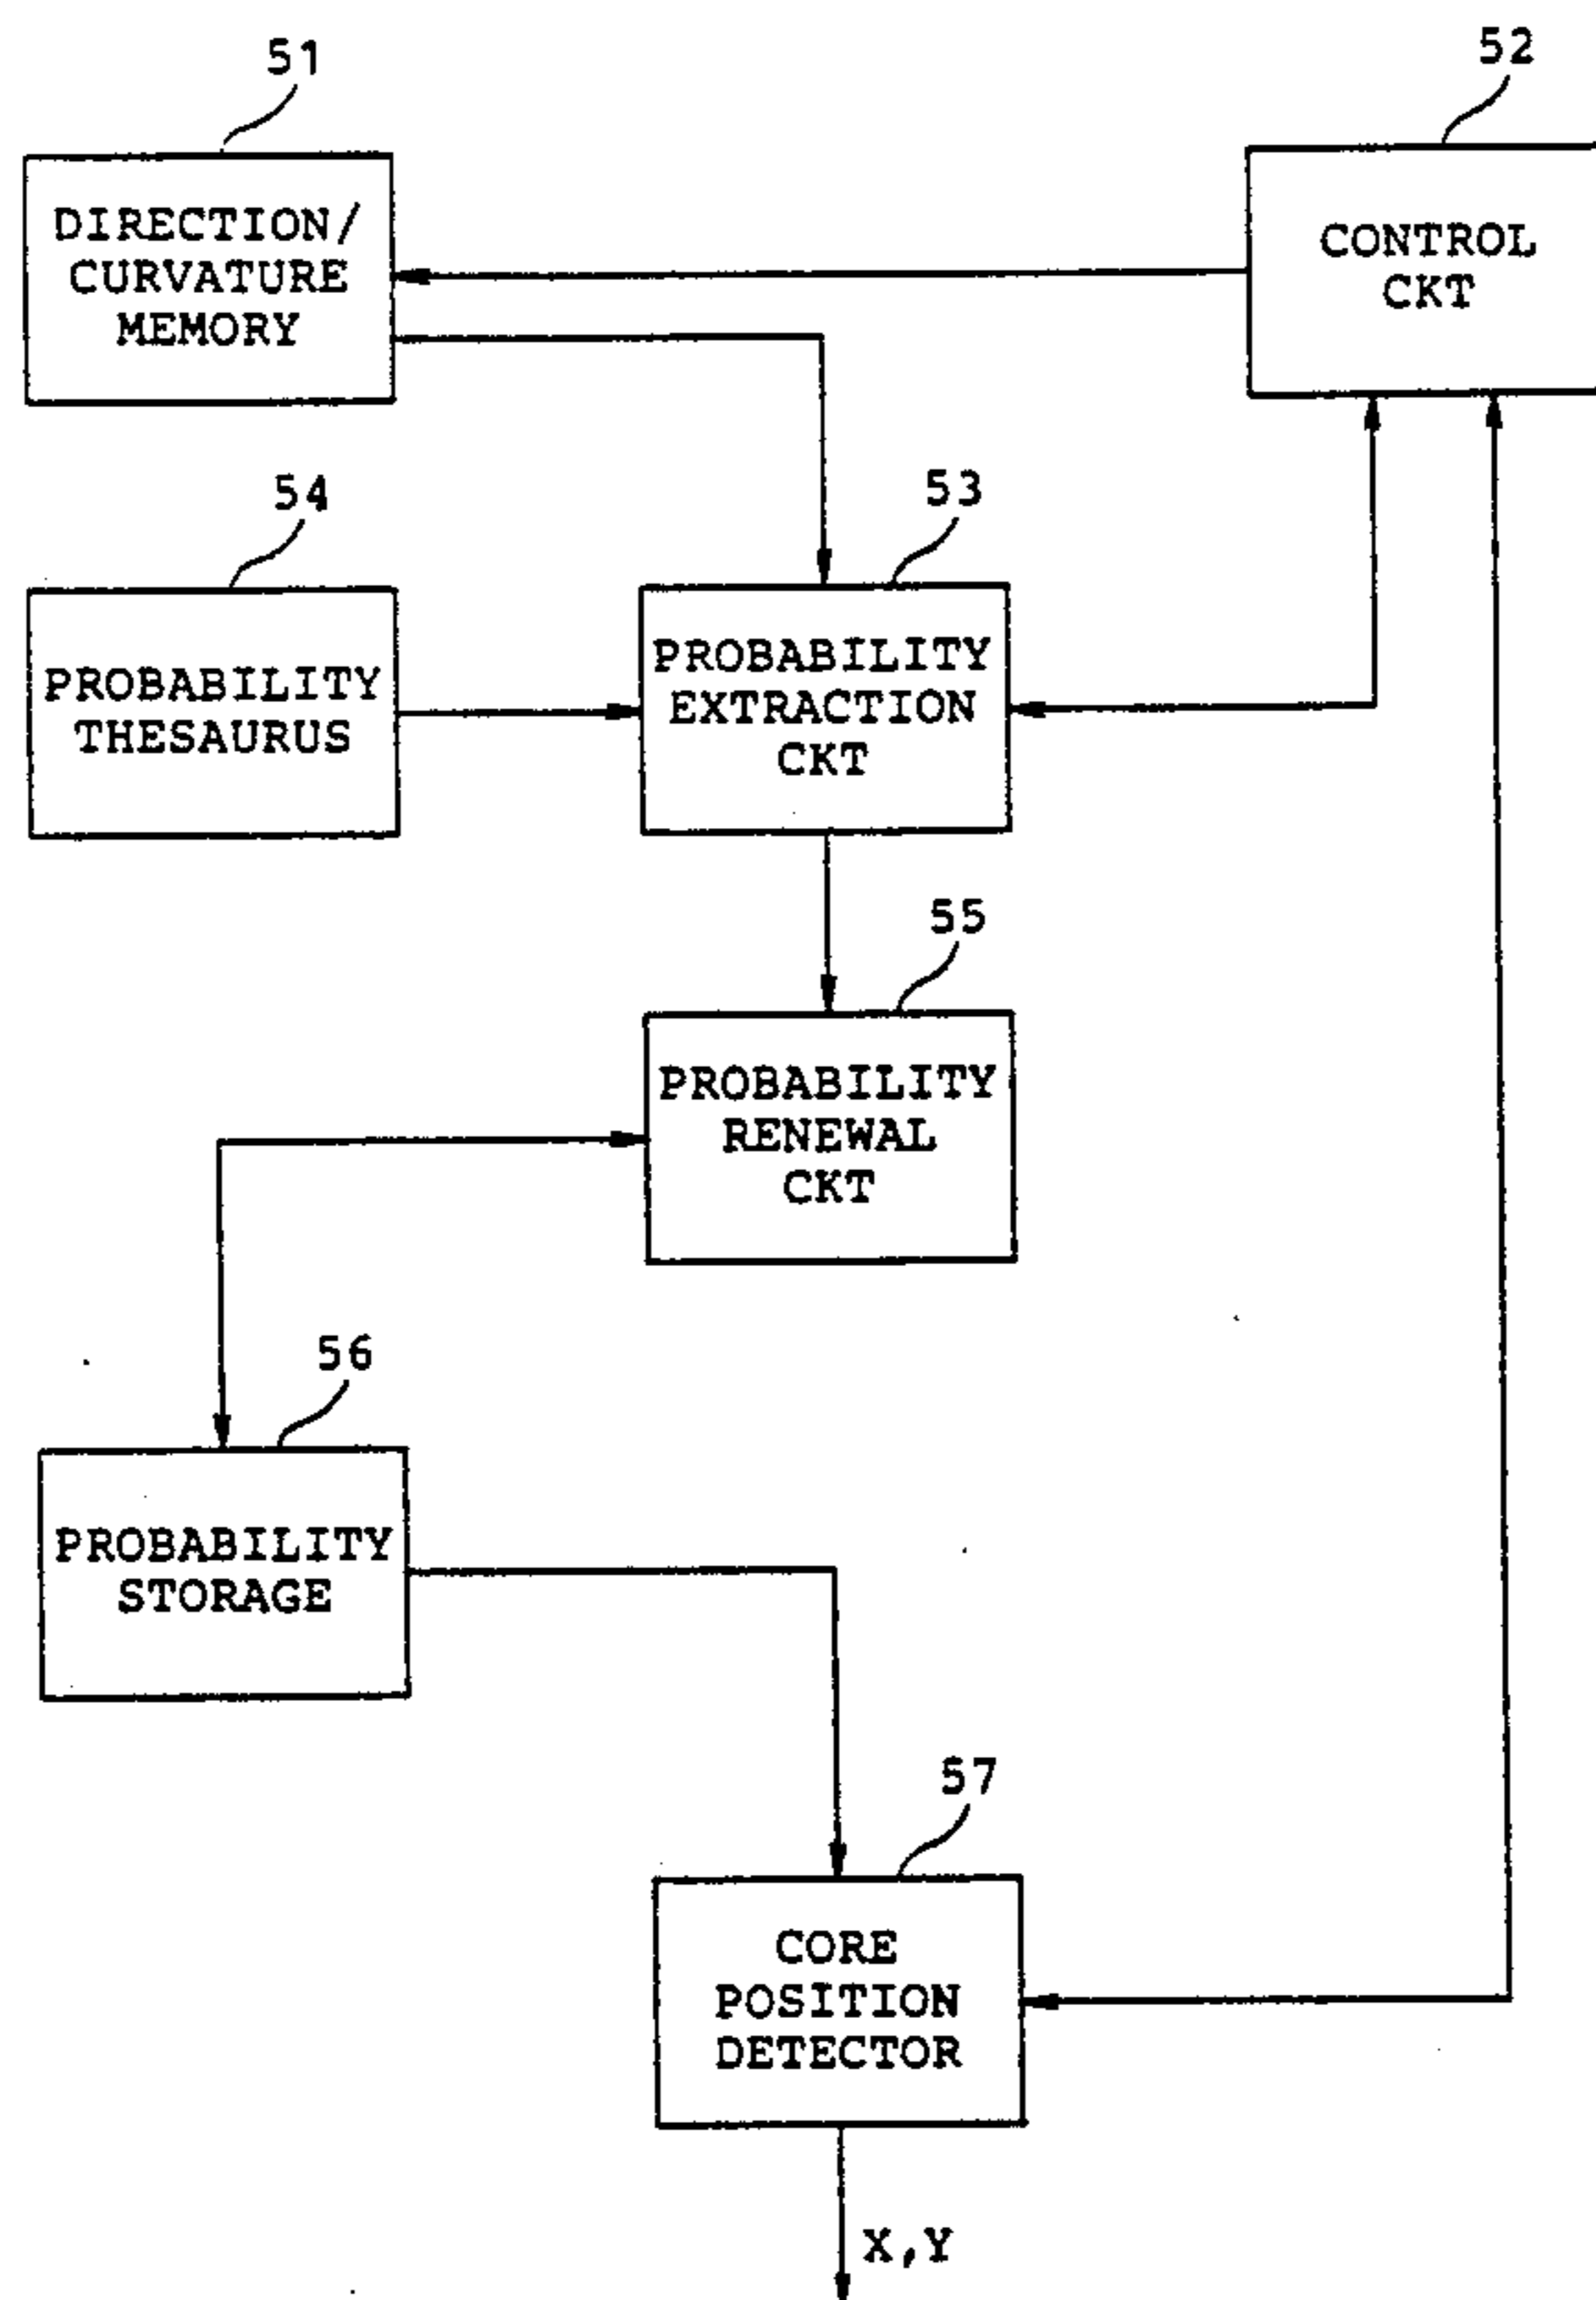 51
52
DIRECTION/
CURVATURE
MEMORY
CONTROL
CKT
54
53
PROBABILITY
THESAURUS
PROBABILITY
EXTRACTION
CKT
55
PROBABILITY
RENEWAL
CKT
56
PROBABILITY
STORAGE
57
CORE
POSITION
DETECTOR
X,Y